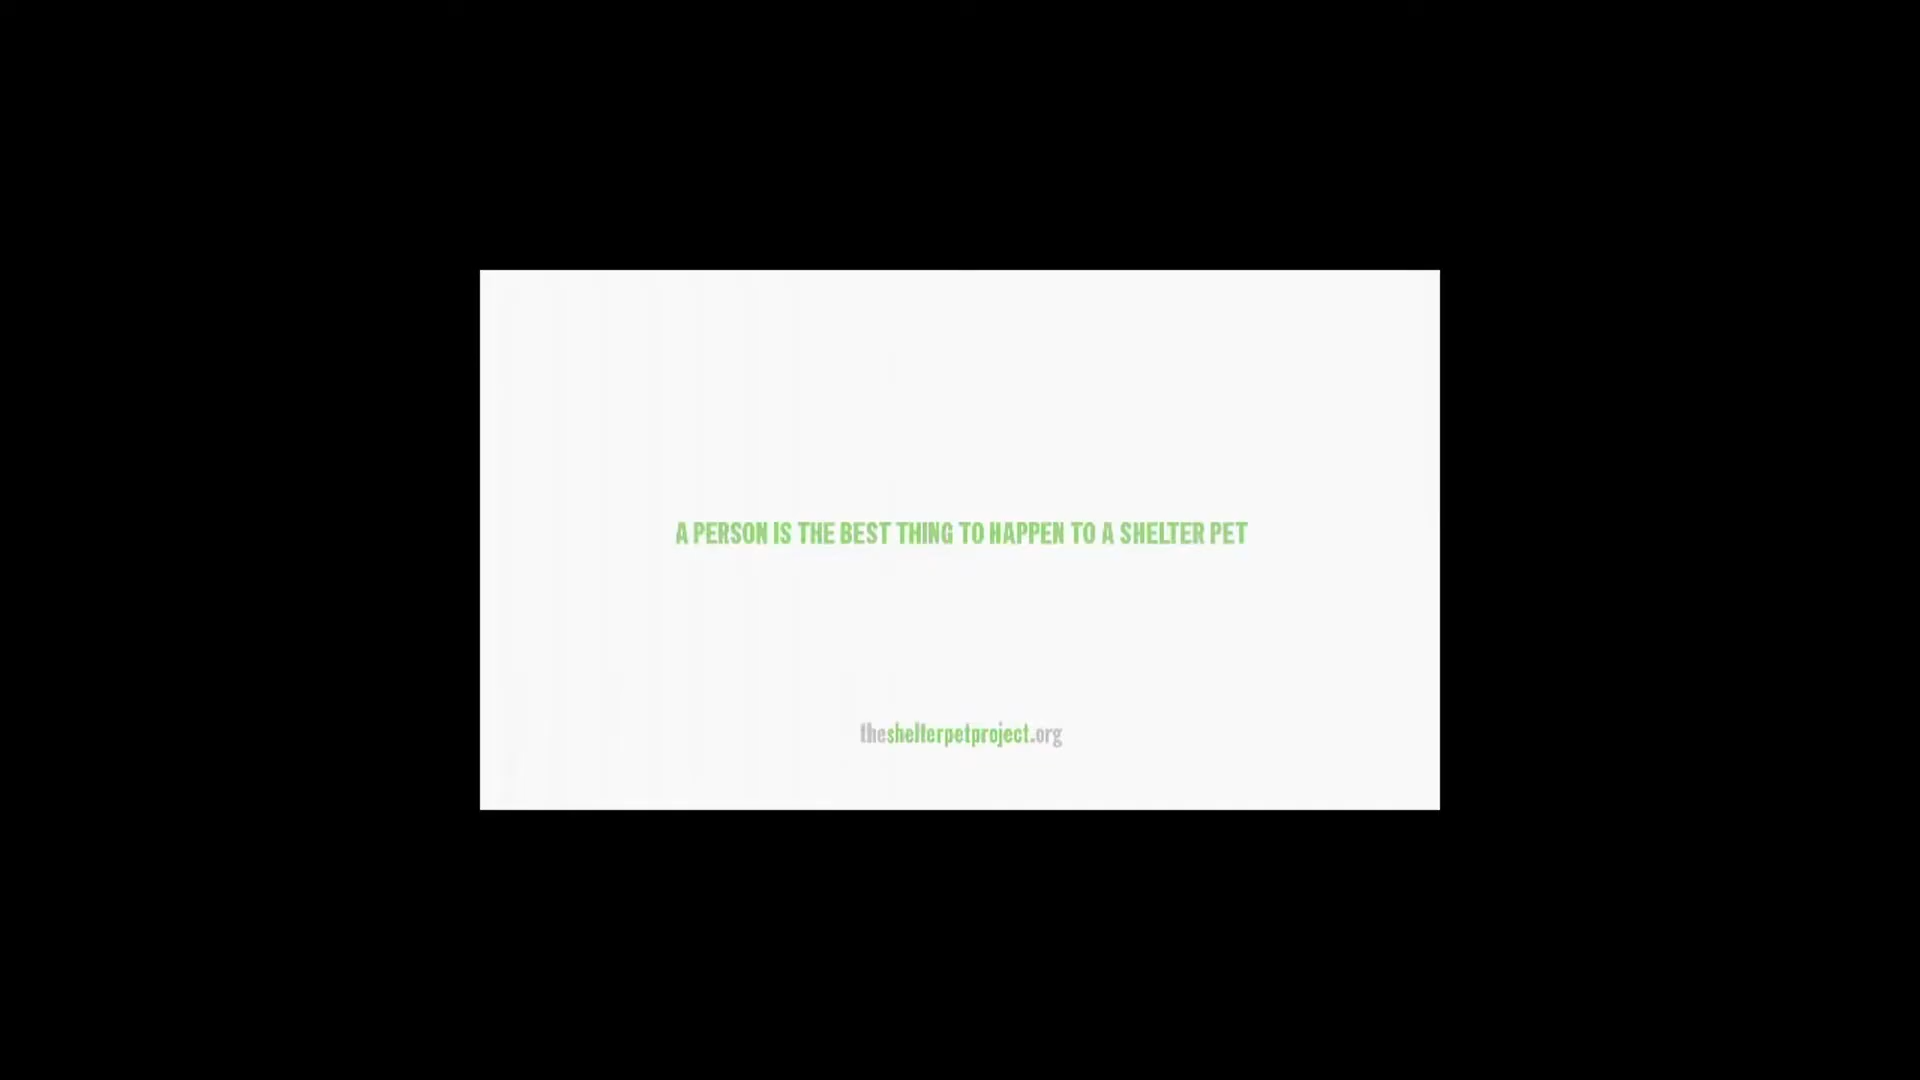 A PERSON IS THE BEST THING TO HAPPEN TO A SHELTER PET
theshelterpetproject.org